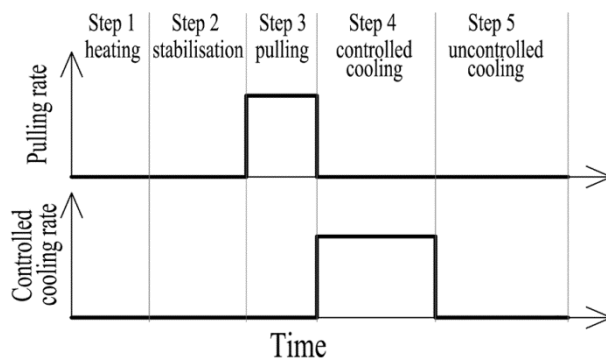 Step 1
heating
Step 2
stabilisation
Step 3
pulling
Step 4
controlled
cooling
Step 5
uncontrolled
cooling
Pulling rate
Controlled
cooling rate
Time